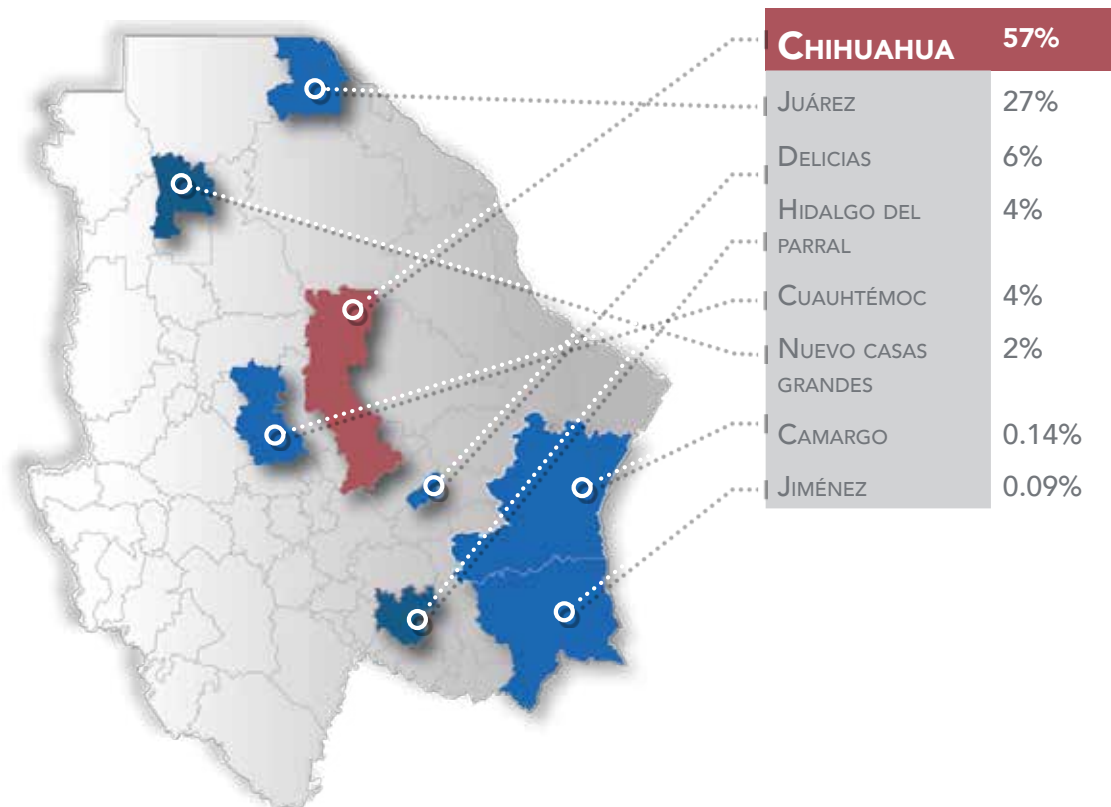 CHIHUAHUA 57%
JUÁREZ 27%
DELICIAS 6%
HIDALGO DEL 4%
PARRAL
CUAUHTÉMOC 4%
NUEVO CASAS 2%
GRANDES
CAMARGO 0.14%
JIMÉNEZ 0.09%